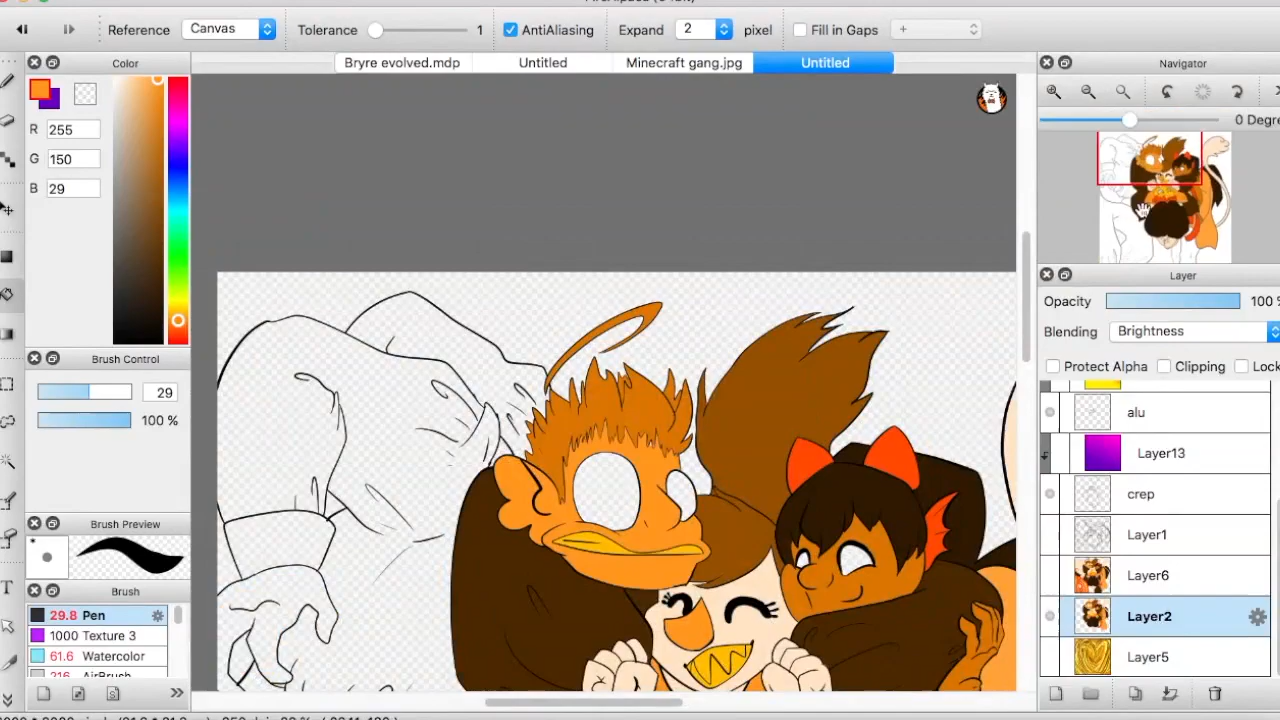 Reference Canvas Tolerance 1 AntiAliasing Expand 2 pixel Fill in Gaps +
Color
Bryre evolved.mdp Untitled Minecraft gang.jpg Untitled
Navigator
R 255
G 150
B 29
0 Degre
Layer
Opacity 100 %
Blending Brightness
Brush Control
Protect Alpha Clipping Lock
29
100 %
alu
Layer13
crep
Brush Preview
Layer1
Layer6
Brush
29.8 Pen
Layer2
1000 Texture 3
61.6 Watercolor
Layer5
216 AirBrush